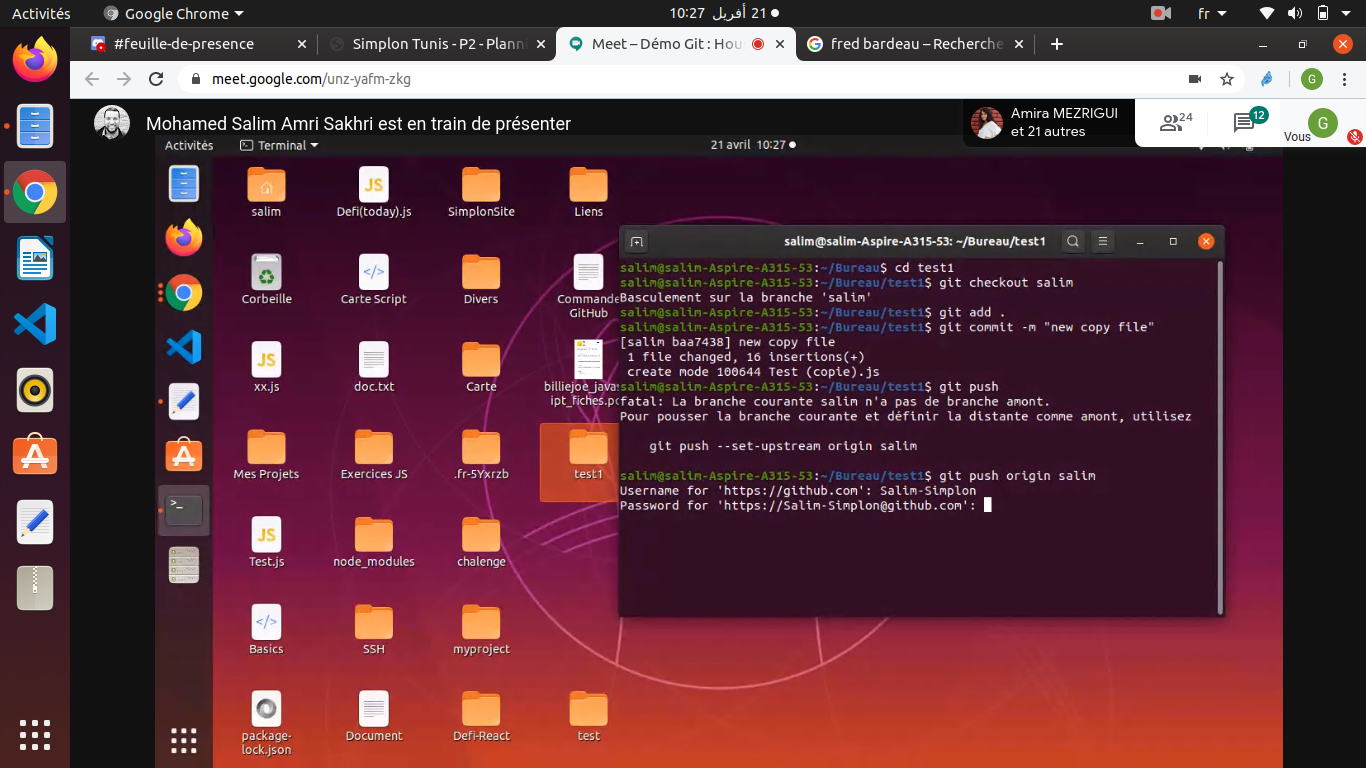 Activités
Google Chrome
21 أفريل 10:27
fr
#feuille-de-presence
Simplon Tunis - P2 - Planni
Meet – Démo Git : Hou
fred bardeau – Recherche
meet.google.com/unz-yafm-zkg
G
Mohamed Salim Amri Sakhri est en train de présenter
Amira MEZRIGUI
et 21 autres
24
12
Vous
G
Activités
Terminal
21 avril 10:27
salim
Defi(today).js
SimplonSite
Liens
Corbeille
Carte Script
Divers
Commande
GitHub
xx.js
doc.txt
Carte
billiejoe_javas
ipt_fiches.pd
Mes Projets
Exercices JS
.fr-5Yxrzb
test1
Test.js
node_modules
chalenge
Basics
SSH
myproject
package-
lock.json
Document
Defi-React
test
salim@salim-Aspire-A315-53: ~/Bureau/test1
salim@salim-Aspire-A315-53:~/Bureau$ cd test1
salim@salim-Aspire-A315-53:~/Bureau/test1$ git checkout salim
Basculement sur la branche 'salim'
salim@salim-Aspire-A315-53:~/Bureau/test1$ git add .
salim@salim-Aspire-A315-53:~/Bureau/test1$ git commit -m "new copy file"
[salim baa7438] new copy file
1 file changed, 16 insertions(+)
create mode 100644 Test (copie).js
salim@salim-Aspire-A315-53:~/Bureau/test1$ git push
fatal: La branche courante salim n'a pas de branche amont.
Pour pousser la branche courante et définir la distante comme amont, utilisez
git push --set-upstream origin salim
salim@salim-Aspire-A315-53:~/Bureau/test1$ git push origin salim
Username for 'https://github.com': Salim-Simplon
Password for 'https://Salim-Simplon@github.com':